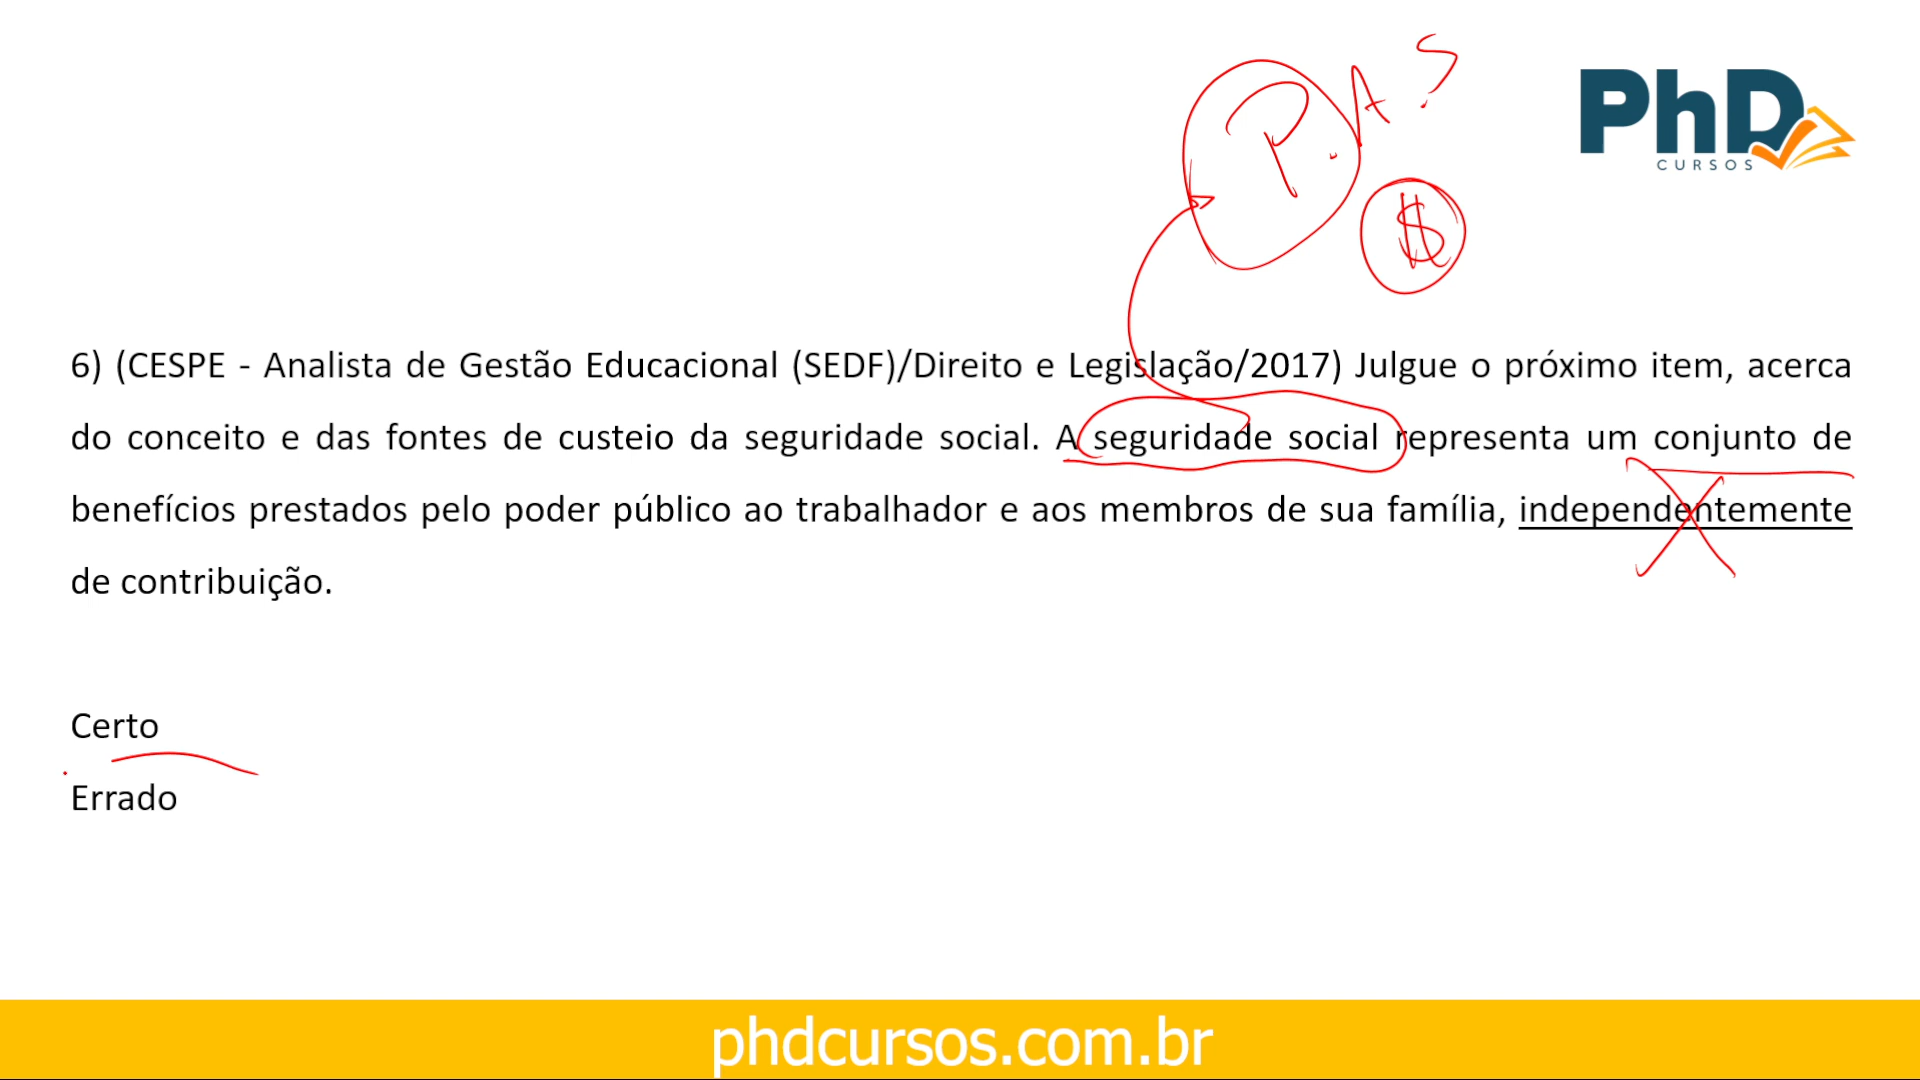 P.A.S
PhD
CURSOS
$
6) (CESPE - Analista de Gestão Educacional (SEDF)/Direito e Legislação/2017) Julgue o próximo item, acerca
do conceito e das fontes de custeio da seguridade social. A seguridade social representa um conjunto de
benefícios prestados pelo poder público ao trabalhador e aos membros de sua família, independentemente
de contribuição.
Certo
Errado
phdcursos.com.br